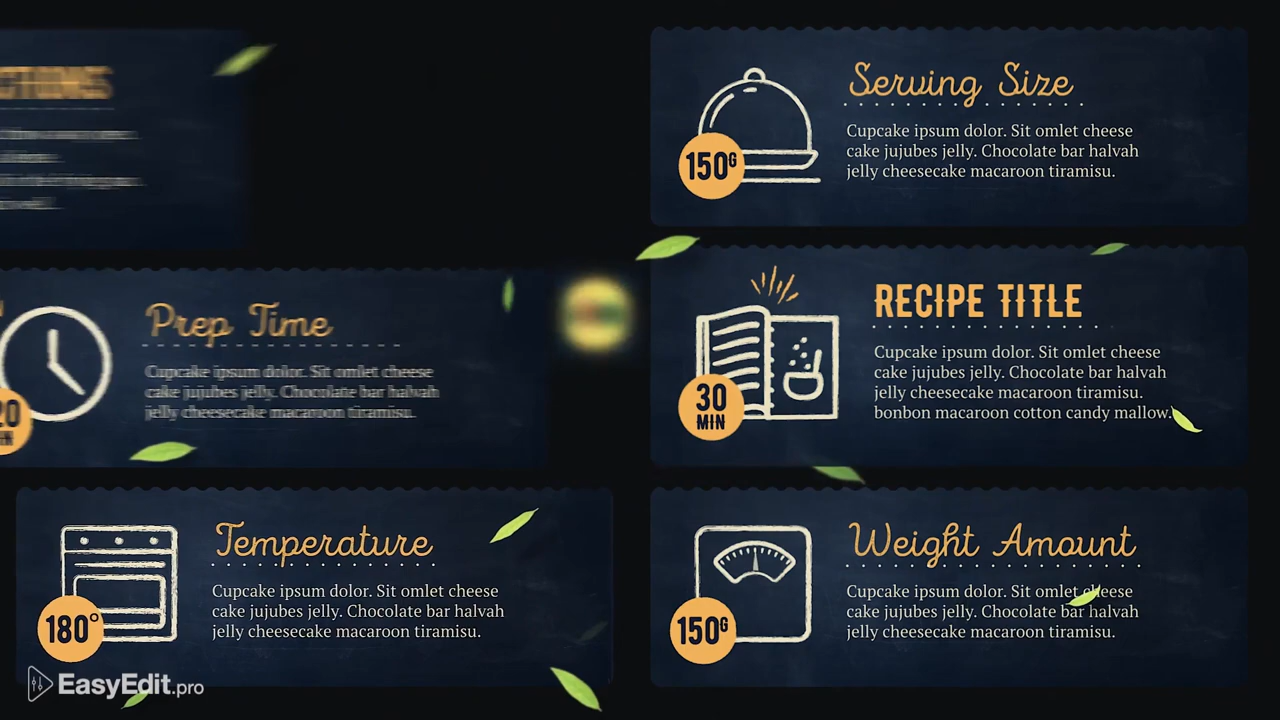 Serving Size
150G
Cupcake ipsum dolor. Sit omlet cheese
cake jujubes jelly. Chocolate bar halvah
jelly cheesecake macaroon tiramisu.
Prep Time
20
Cupcake ipsum dolor. Sit omlet cheese
cake jujubes jelly. Chocolate bar halvah
jelly cheesecake macaroon tiramisu.
RECIPE TITLE
30
MIN
Cupcake ipsum dolor. Sit omlet cheese
cake jujubes jelly. Chocolate bar halvah
jelly cheesecake macaroon tiramisu.
bonbon macaroon cotton candy mallow.
Temperature
180°
Cupcake ipsum dolor. Sit omlet cheese
cake jujubes jelly. Chocolate bar halvah
jelly cheesecake macaroon tiramisu.
Weight Amount
150G
Cupcake ipsum dolor. Sit omlet cheese
cake jujubes jelly. Chocolate bar halvah
jelly cheesecake macaroon tiramisu.
EasyEdit.pro